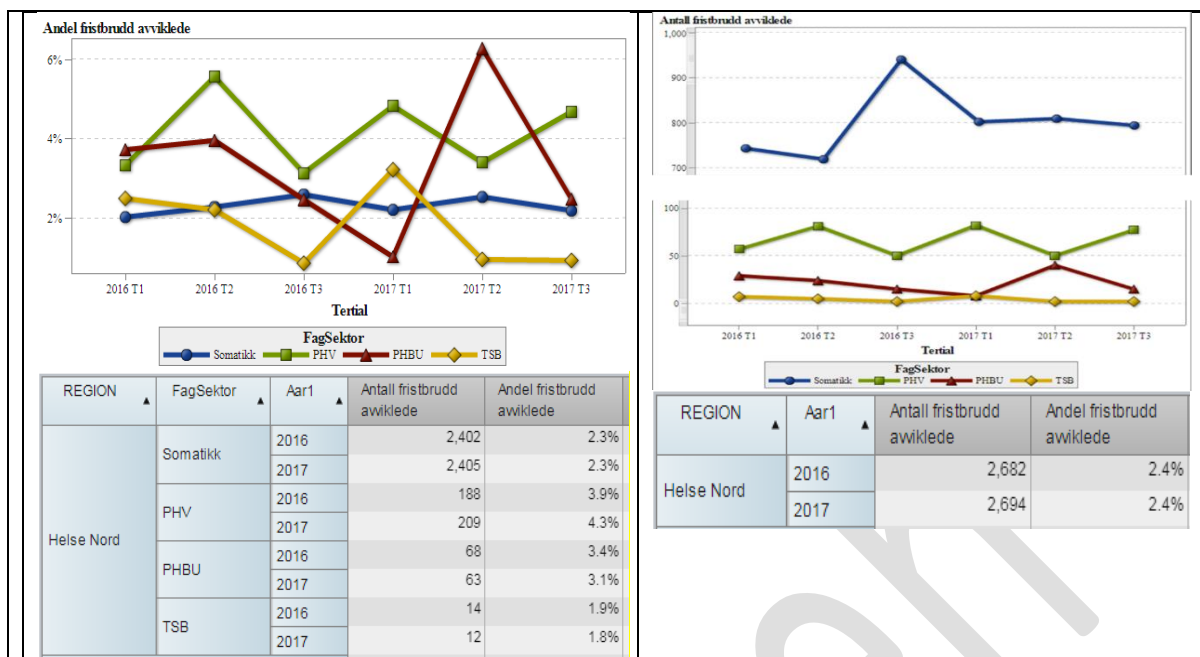 Andel fristbrudd avviklede
6%
4%
2%
2016 T1 2016 T2 2016 T3 2017 T1 2017 T2 2017 T3
Tertial
FagSektor
Somatikk PHV PHBU TSB
REGION FagSektor Aar1 Antall fristbrudd avviklede Andel fristbrudd avviklede
Helse Nord Somatikk 2016 2,402 2.3%
2017 2,405 2.3%
PHV 2016 188 3.9%
2017 209 4.3%
PHBU 2016 68 3.4%
2017 63 3.1%
TSB 2016 14 1.9%
2017 12 1.8%
Antall fristbrudd avviklede
1,000
900
800
700
100
50
0
2016 T1 2016 T2 2016 T3 2017 T1 2017 T2 2017 T3
Tertial
FagSektor
Somatikk PHV PHBU TSB
REGION Aar1 Antall fristbrudd avviklede Andel fristbrudd avviklede
Helse Nord 2016 2,682 2.4%
2017 2,694 2.4%